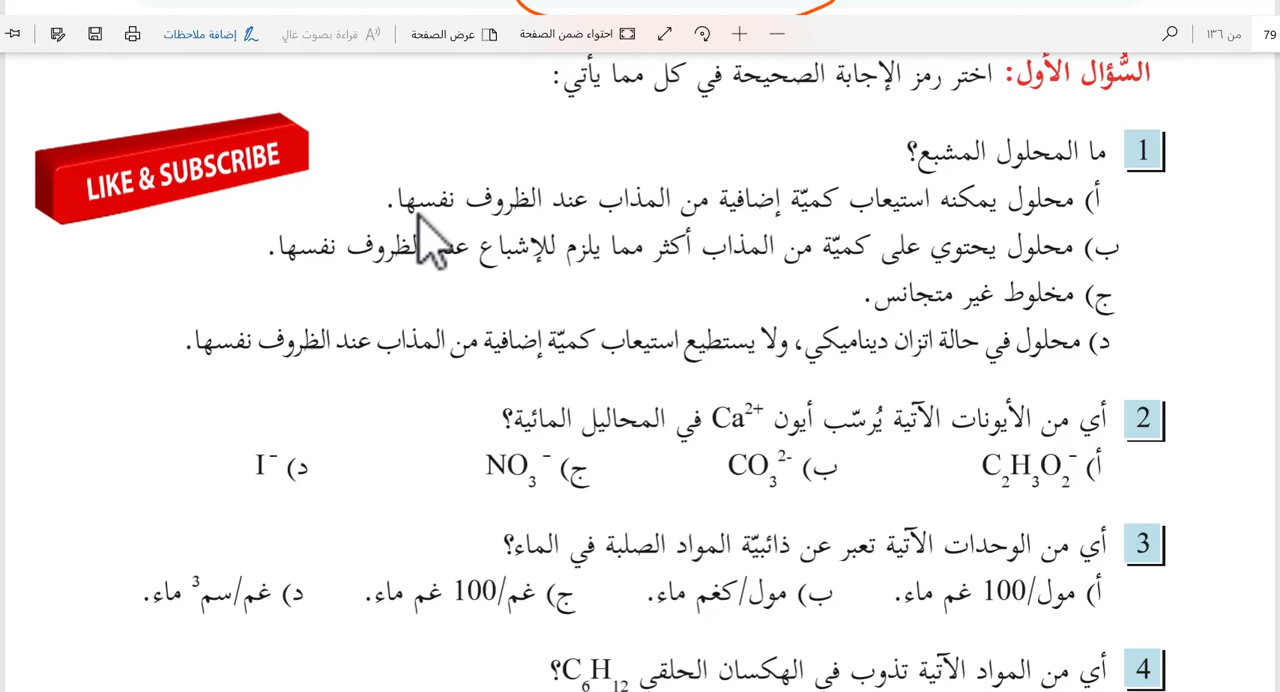 79 من ١٣٦ احتواء ضمن الصفحة عرض الصفحة قراءة بصوت عالٍ إضافة ملاحظات
السُّؤال الأول: اختر رمز الإجابة الصحيحة في كل مما يأتي:
LIKE & SUBSCRIBE
1 ما المحلول المشبع؟
أ) محلول يمكنه استيعاب كميّة إضافية من المذاب عند الظروف نفسها.
ب) محلول يحتوي على كميّة من المذاب أكثر مما يلزم للإشباع الظروف نفسها.
ج) مخلوط غير متجانس.
د) محلول في حالة اتزان ديناميكي، ولا يستطيع استيعاب كميّة إضافية من المذاب عند الظروف نفسها.
2 أي من الأيونات الآتية يُرسّب أيون Ca²⁺ في المحاليل المائية؟
أ) C₂H₃O₂⁻ ب) CO₃²⁻ ج) NO₃⁻ د) I⁻
3 أي من الوحدات الآتية تعبر عن ذائبيّة المواد الصلبة في الماء؟
أ) مول/100 غم ماء. ب) مول/كغم ماء. ج) غم/100 غم ماء. د) غم/سم³ ماء.
4 أي من المواد الآتية تذوب في الهكسان الحلقي C₆H₁₂؟